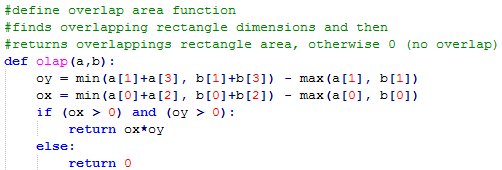 #define overlap area function
#finds overlapping rectangle dimensions and then
#returns overlappings rectangle area, otherwise 0 (no overlap)
def olap(a,b):
    oy = min(a[1]+a[3], b[1]+b[3]) - max(a[1], b[1])
    ox = min(a[0]+a[2], b[0]+b[2]) - max(a[0], b[0])
    if (ox > 0) and (oy > 0):
        return ox*oy
    else:
        return 0